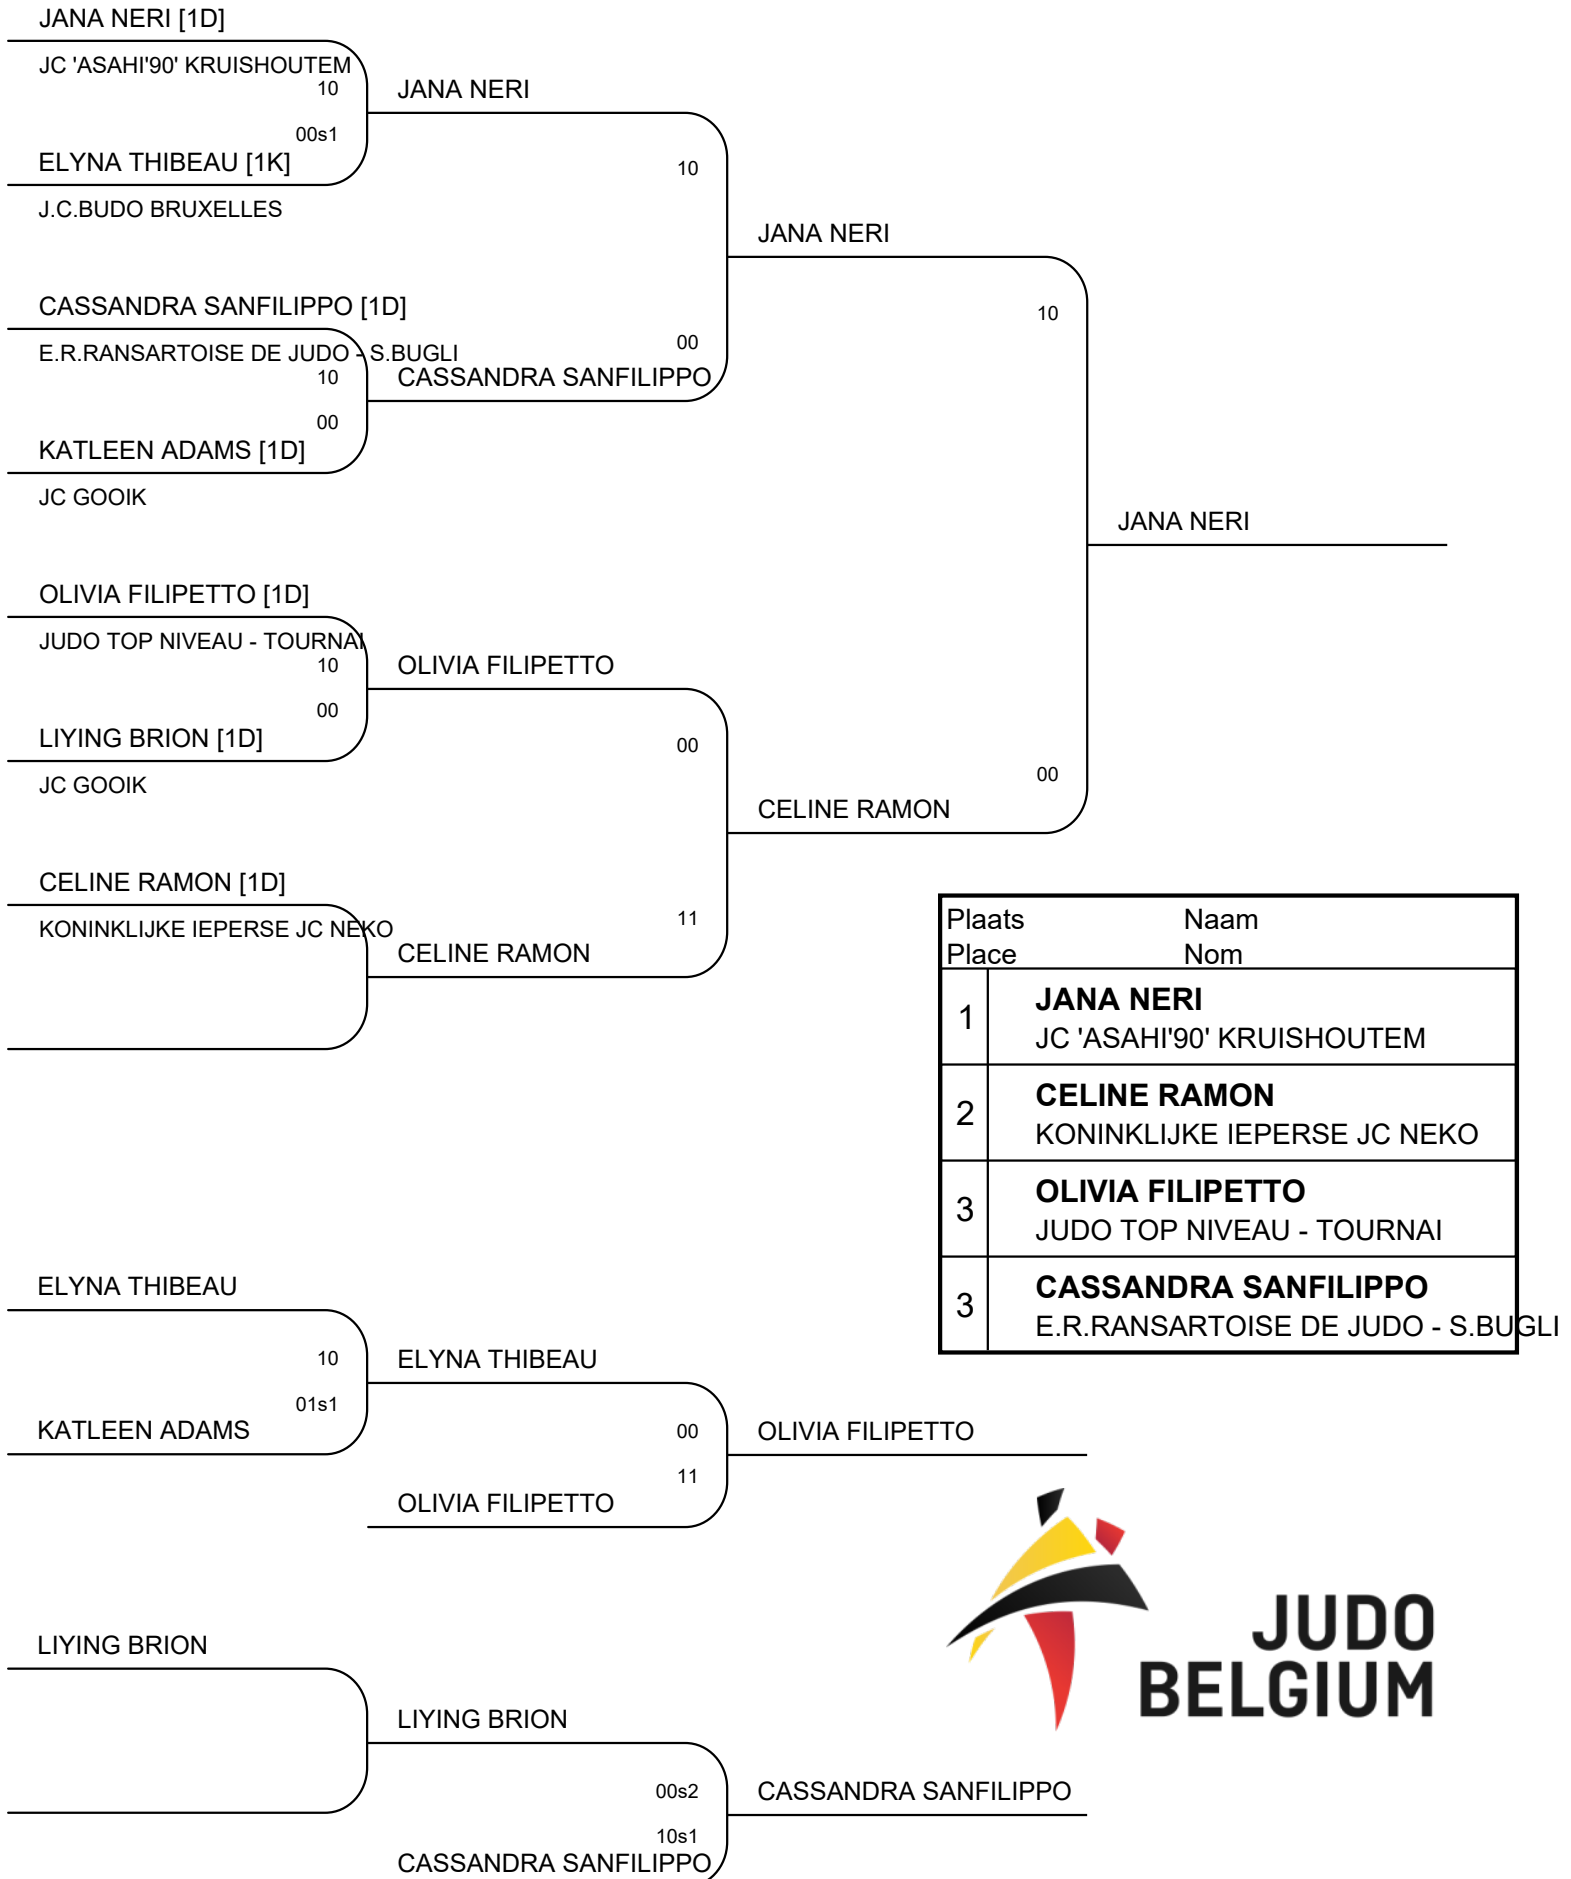 JANA NERI [1D]
JC 'ASAHI'90' KRUISHOUTEM
10
JANA NERI
00s1
ELYNA THIBEAU [1K]
10
J.C.BUDO BRUXELLES
JANA NERI
CASSANDRA SANFILIPPO [1D]
10
E.R.RANSARTOISE DE JUDO - S.BUGLI
00
10
CASSANDRA SANFILIPPO
00
KATLEEN ADAMS [1D]
JC GOOIK
JANA NERI
OLIVIA FILIPETTO [1D]
JUDO TOP NIVEAU - TOURNAI
10
OLIVIA FILIPETTO
00
LIYING BRION [1D]
00
JC GOOIK
00
CELINE RAMON
CELINE RAMON [1D]
KONINKLIJKE IEPERSE JC NEKO
11
CELINE RAMON
Plaats Naam
Place Nom
1 JANA NERI
JC 'ASAHI'90' KRUISHOUTEM
2 CELINE RAMON
KONINKLIJKE IEPERSE JC NEKO
3 OLIVIA FILIPETTO
JUDO TOP NIVEAU - TOURNAI
3 CASSANDRA SANFILIPPO
E.R.RANSARTOISE DE JUDO - S.BUGLI
ELYNA THIBEAU
10
ELYNA THIBEAU
01s1
KATLEEN ADAMS
00
OLIVIA FILIPETTO
11
OLIVIA FILIPETTO
JUDO
BELGIUM
LIYING BRION
LIYING BRION
00s2
CASSANDRA SANFILIPPO
10s1
CASSANDRA SANFILIPPO